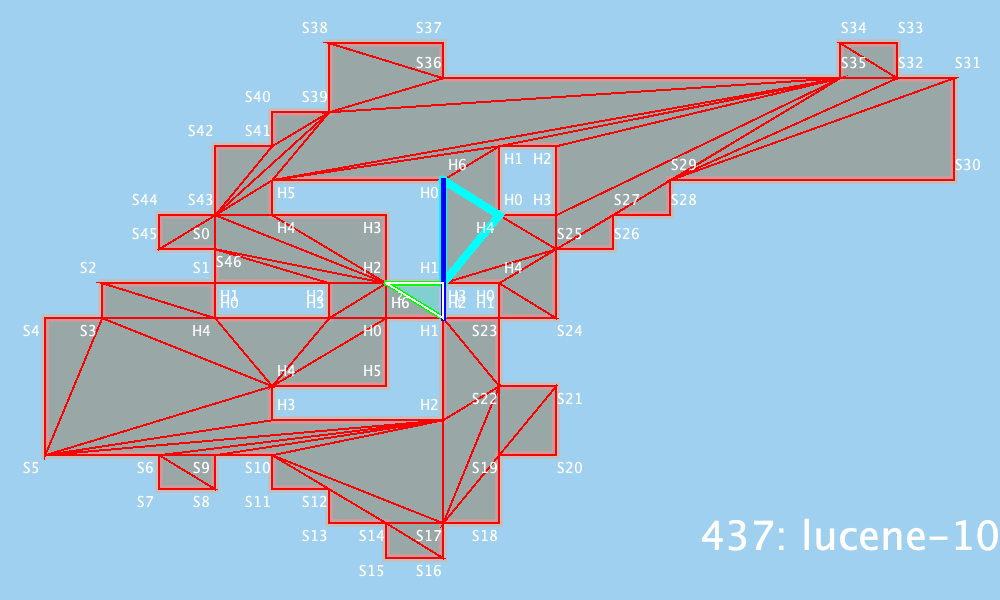 S38 S37 S34 S33
S36 S35 S32 S31
S40 S39
S42 S41
H6 H1 H2
S29 S30
H5 H0
S44 S43 H0 H3 S27 S28
S45 S0 H4 H3 H4 S25 S26
S46
S2 S1 H2 H1 H4
H1 H2 H3 H0
H0 H3 H6 H2 H1
S4 S3 H4 H0 H1 S23 S24
H4 H5
H3 H2 S22 S21
S5 S6 S9 S10 S19 S20
S7 S8 S11 S12
S13 S14 S17 S18
437: lucene-10
S15 S16